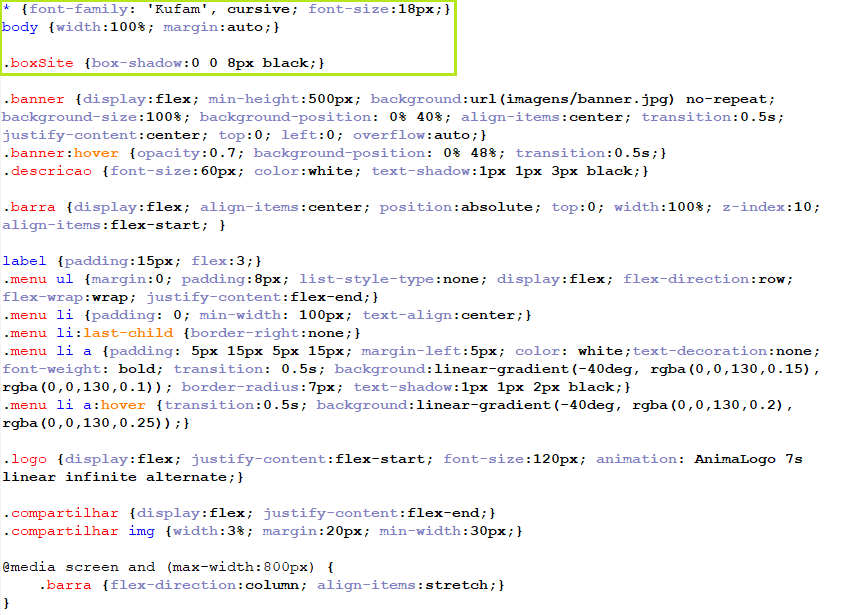 * {font-family: 'Kufam', cursive; font-size:18px;}
body {width:100%; margin:auto;}
.boxSite {box-shadow:0 0 8px black;}
.banner {display:flex; min-height:500px; background:url(imagens/banner.jpg) no-repeat;
background-size:100%; background-position: 0% 40%; align-items:center; transition:0.5s;
justify-content:center; top:0; left:0; overflow:auto;}
.banner:hover {opacity:0.7; background-position: 0% 48%; transition:0.5s;}
.descricao {font-size:60px; color:white; text-shadow:1px 1px 3px black;}
.barra {display:flex; align-items:center; position:absolute; top:0; width:100%; z-index:10;
align-items:flex-start; }
label {padding:15px; flex:3;}
.menu ul {margin:0; padding:8px; list-style-type:none; display:flex; flex-direction:row;
flex-wrap:wrap; justify-content:flex-end;}
.menu li {padding: 0; min-width: 100px; text-align:center;}
.menu li:last-child {border-right:none;}
.menu li a {padding: 5px 15px 5px 15px; margin-left:5px; color: white;text-decoration:none;
font-weight: bold; transition: 0.5s; background:linear-gradient(-40deg, rgba(0,0,130,0.15),
rgba(0,0,130,0.1)); border-radius:7px; text-shadow:1px 1px 2px black;}
.menu li a:hover {transition:0.5s; background:linear-gradient(-40deg, rgba(0,0,130,0.2),
rgba(0,0,130,0.25));}
.logo {display:flex; justify-content:flex-start; font-size:120px; animation: AnimaLogo 7s
linear infinite alternate;}
.compartilhar {display:flex; justify-content:flex-end;}
.compartilhar img {width:3%; margin:20px; min-width:30px;}
@media screen and (max-width:800px) {
.barra {flex-direction:column; align-items:stretch;}
}